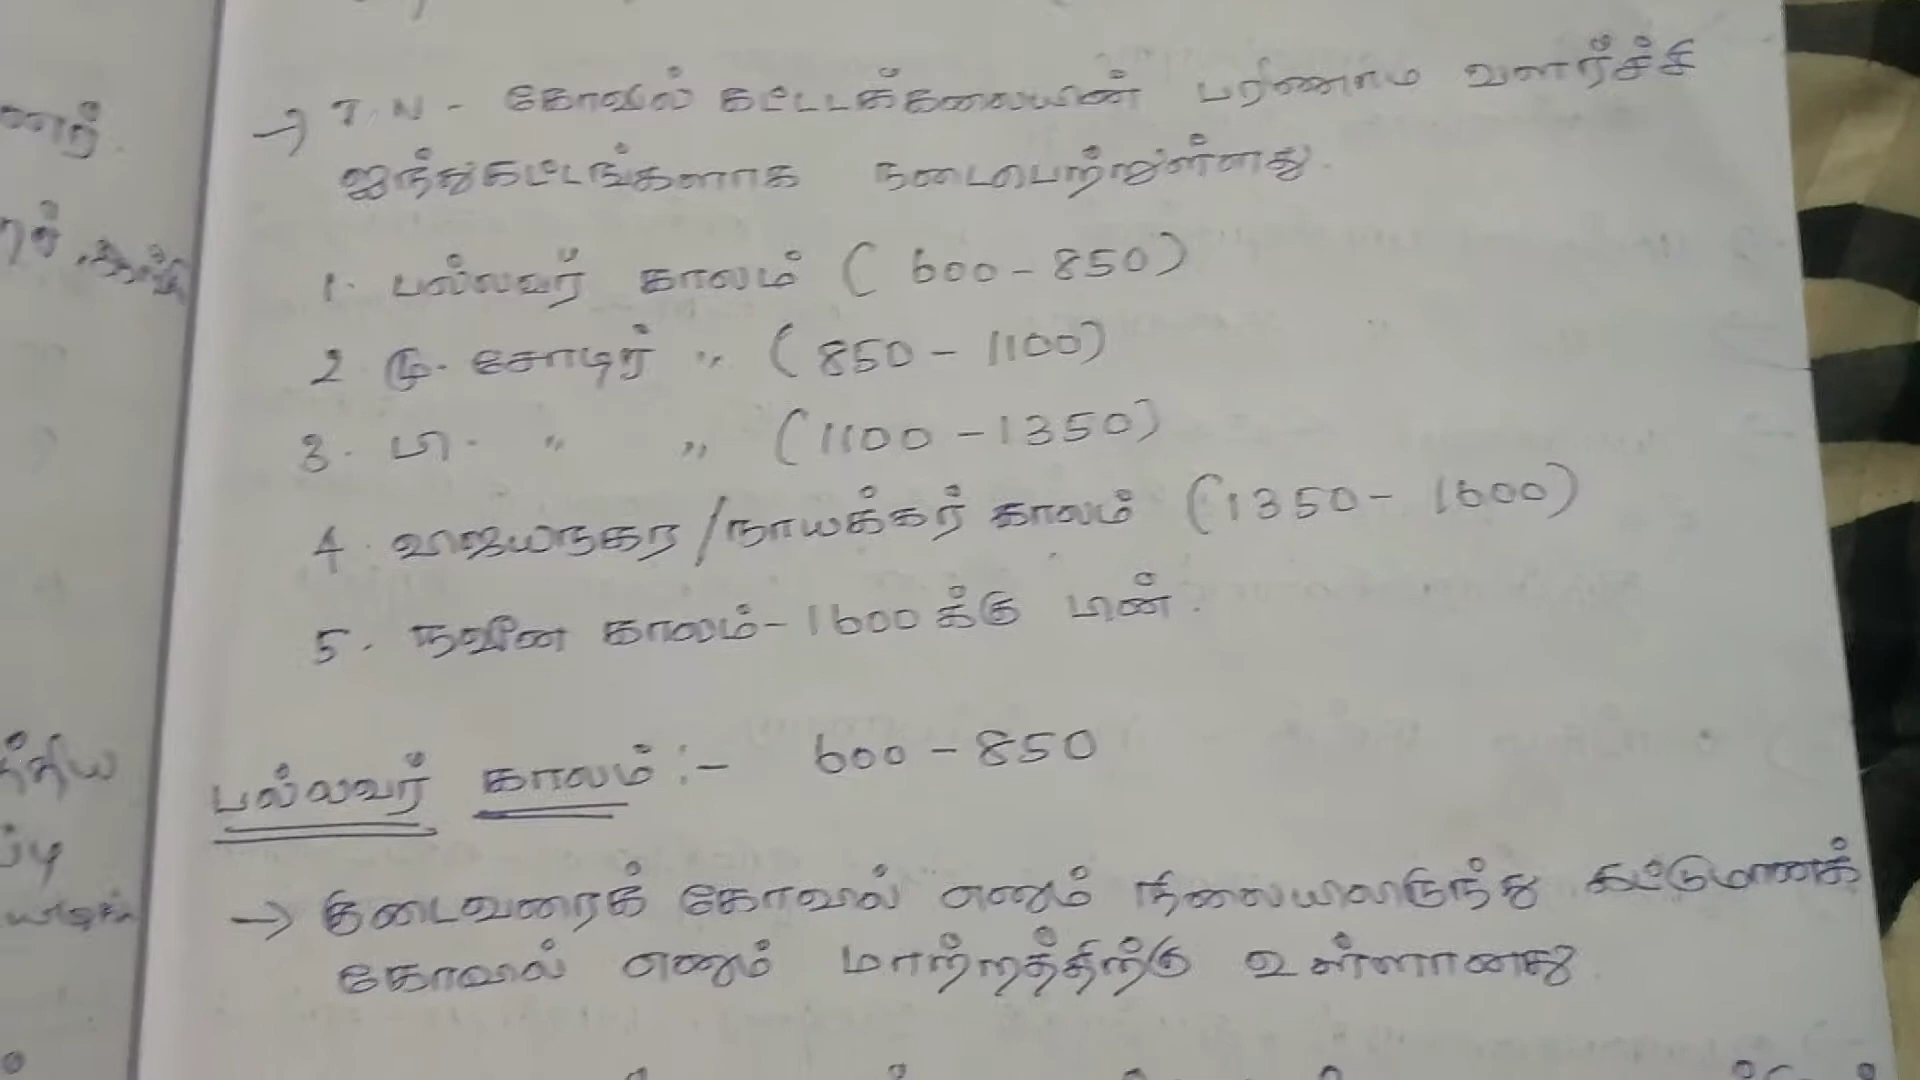 → T.N - கோவில் கட்டடக்கலையின் பரிணாம வளர்ச்சி
ஐந்துகட்டங்களாக நடைபெற்றுள்ளது.
1. பல்லவர் காலம் ( 600 - 850)
2 மு. சோழர் " (850 - 1100)
3. பி. " " (1100 - 1350)
4. விஜயநகர / நாயக்கர் காலம் (1350 - 1600)
5. நவீன காலம் - 1600 க்கு பின்.
பல்லவர் காலம் :- 600 - 850
→ குடைவரைக் கோவில் எனும் நிலையிலிருந்து கட்டுமானக்
கோவில் எனும் மாற்றத்திற்கு உள்ளானது